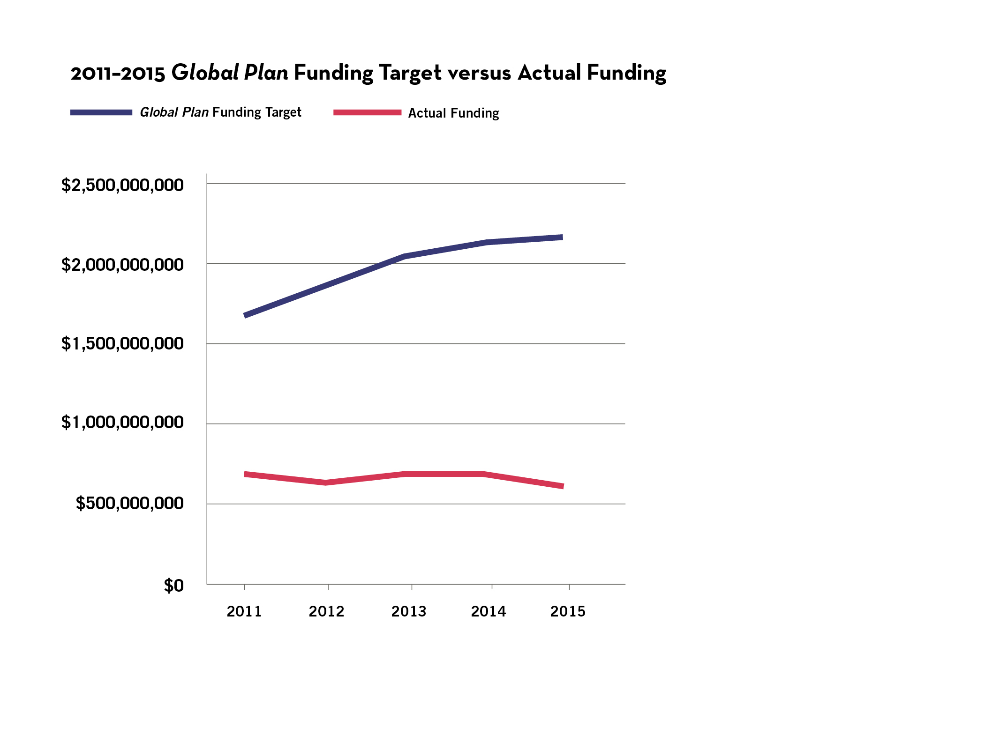 2011–2015 Global Plan Funding Target versus Actual Funding
Global Plan Funding Target Actual Funding
$2,500,000,000
$2,000,000,000
$1,500,000,000
$1,000,000,000
$500,000,000
$0
2011 2012 2013 2014 2015